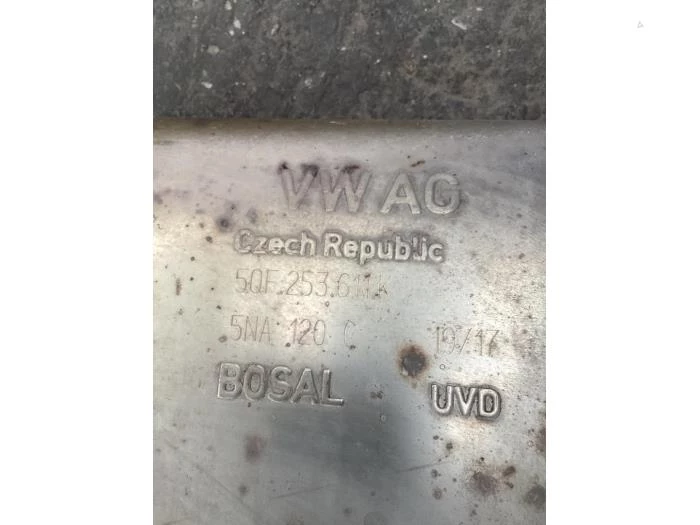 VW AG
Czech Republic
5QF.253.611.K
5NA 120 C 19/17
BOSAL UVD